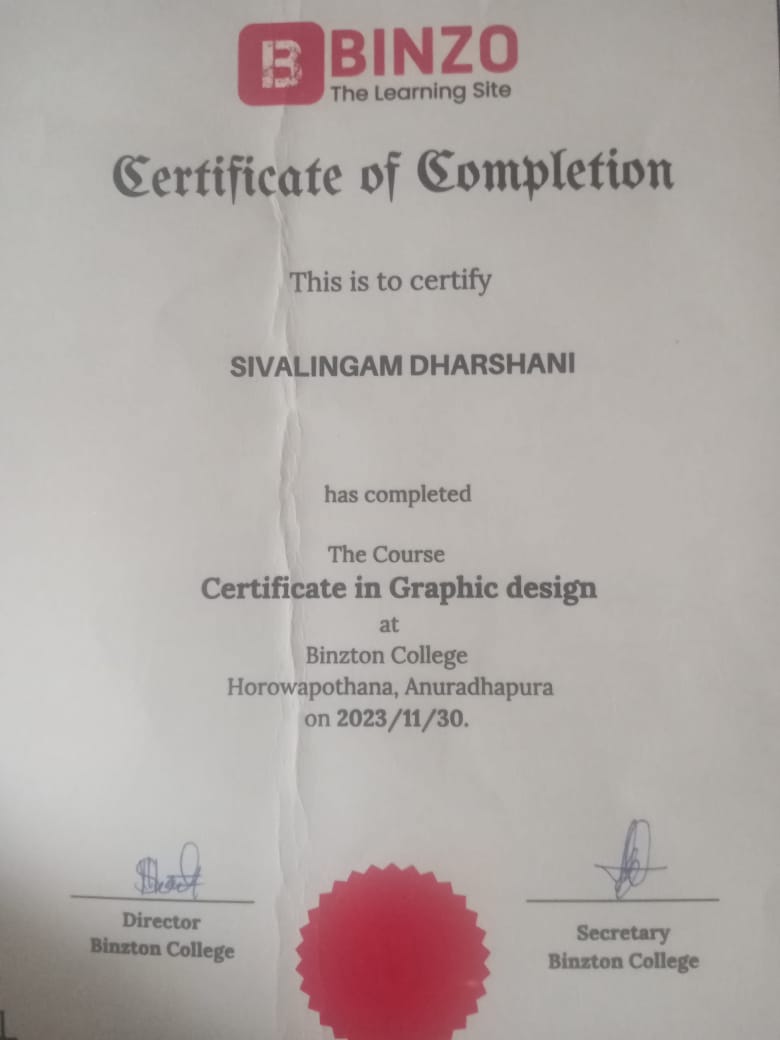 B BINZO
The Learning Site
Certificate of Completion
This is to certify
SIVALINGAM DHARSHANI
has completed
The Course
Certificate in Graphic design
at
Binzton College
Horowapothana, Anuradhapura
on 2023/11/30.
Director
Binzton College
Secretary
Binzton College